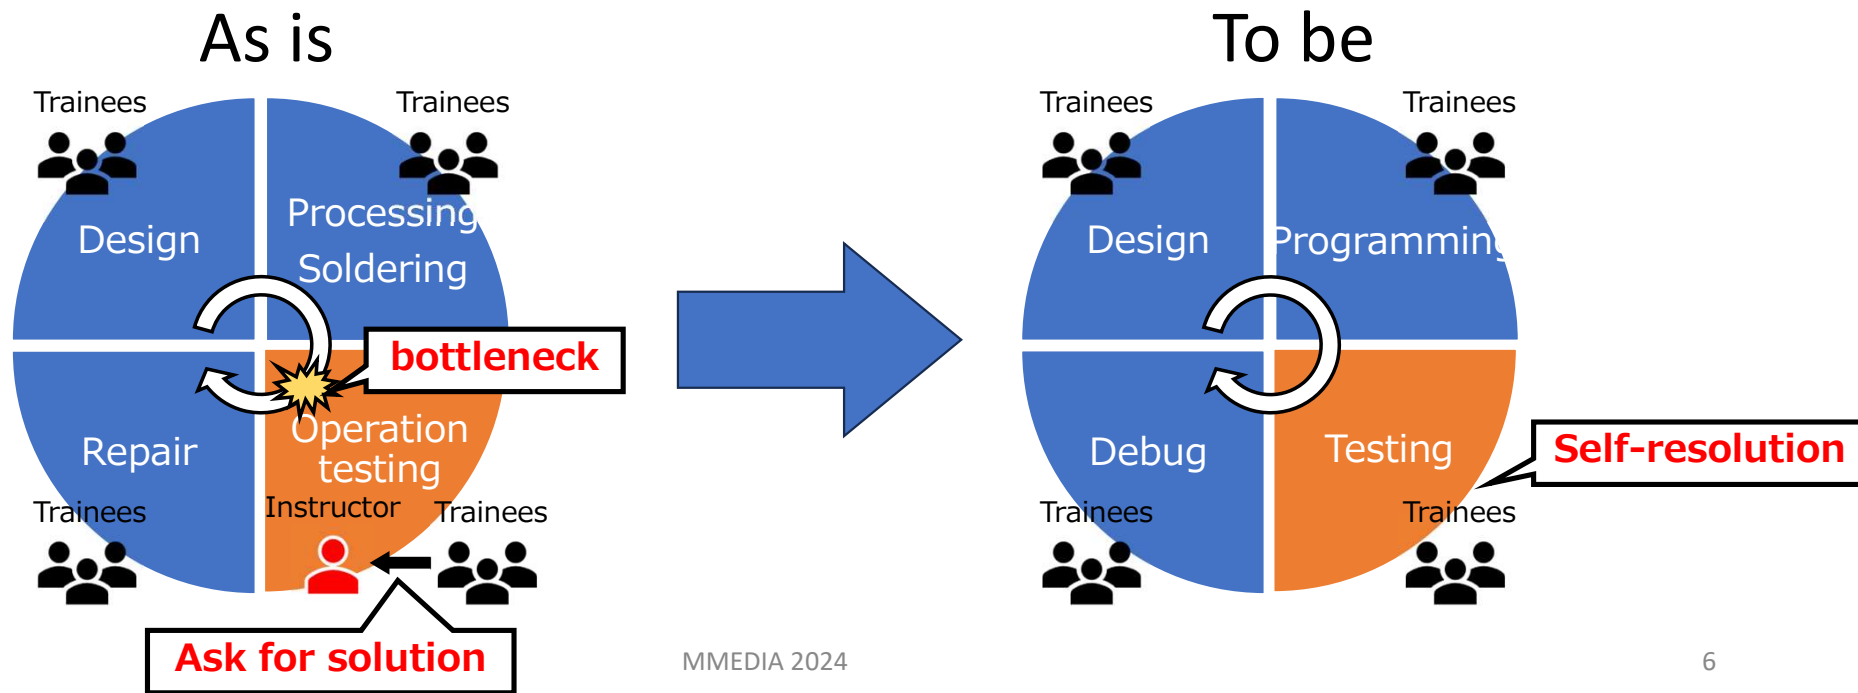 As is
Trainees
Trainees
Design
Processing
Soldering
bottleneck
Repair
Operation
testing
Trainees
Instructor
Trainees
Ask for solution
To be
Trainees
Trainees
Design
Programming
Debug
Testing
Self-resolution
Trainees
Trainees
MMEDIA 2024
6